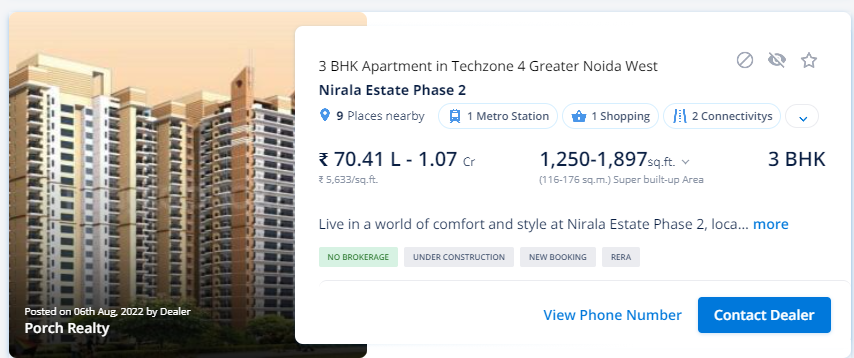 3 BHK Apartment in Techzone 4 Greater Noida West
Nirala Estate Phase 2
9 Places nearby 1 Metro Station 1 Shopping 2 Connectivitys
₹ 70.41 L - 1.07 Cr 1,250-1,897 sq.ft. 3 BHK
₹ 5,633/sq.ft. (116-176 sq.m.) Super built-up Area
Live in a world of comfort and style at Nirala Estate Phase 2, loca... more
NO BROKERAGE UNDER CONSTRUCTION NEW BOOKING RERA
Posted on 06th Aug, 2022 by Dealer
Porch Realty
View Phone Number Contact Dealer